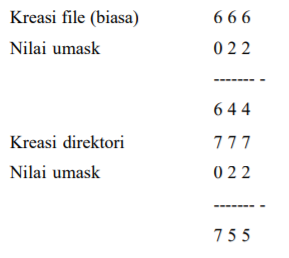 Kreasi file (biasa) 6 6 6
Nilai umask 0 2 2
------- -
6 4 4
Kreasi direktori 7 7 7
Nilai umask 0 2 2
------- -
7 5 5